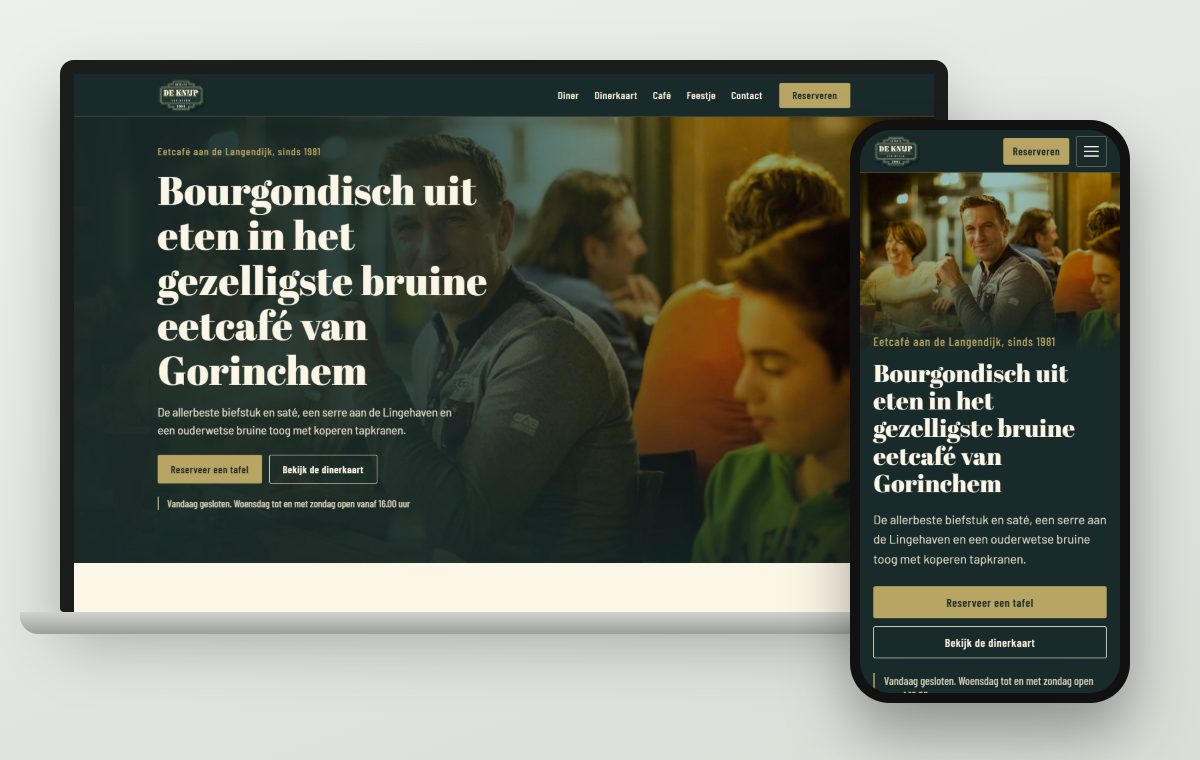 DE KNIJP
1981
Diner
Dinerkaart
Café
Feestje
Contact
Reserveren
Eetcafé aan de Langendijk, sinds 1981
Bourgondisch uit
eten in het
gezelligste bruine
eetcafé van
Gorinchem
De allerbeste biefstuk en saté, een serre aan de Lingehaven en
een ouderwetse bruine toog met koperen tapkranen.
Reserveer een tafel
Bekijk de dinerkaart
Vandaag gesloten. Woensdag tot en met zondag open vanaf 16.00 uur
DE KNIJP
1981
Reserveren
Eetcafé aan de Langendijk, sinds 1981
Bourgondisch uit
eten in het
gezelligste bruine
eetcafé van
Gorinchem
De allerbeste biefstuk en saté, een serre aan
de Lingehaven en een ouderwetse bruine
toog met koperen tapkranen.
Reserveer een tafel
Bekijk de dinerkaart
Vandaag gesloten. Woensdag tot en met zondag open